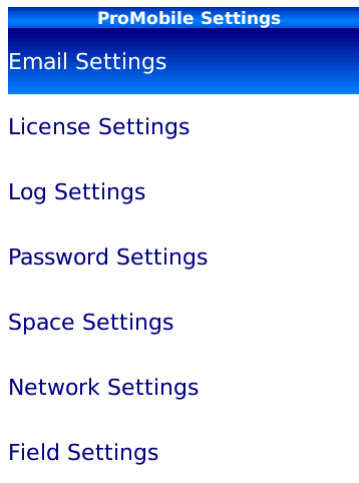 ProMobile Settings
Email Settings
License Settings
Log Settings
Password Settings
Space Settings
Network Settings
Field Settings